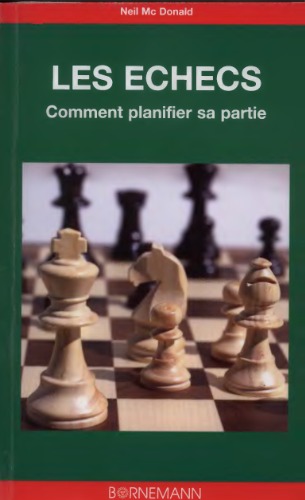 Neil Mc Donald
LES ECHECS
Comment planifier sa partie
BORNEMANN